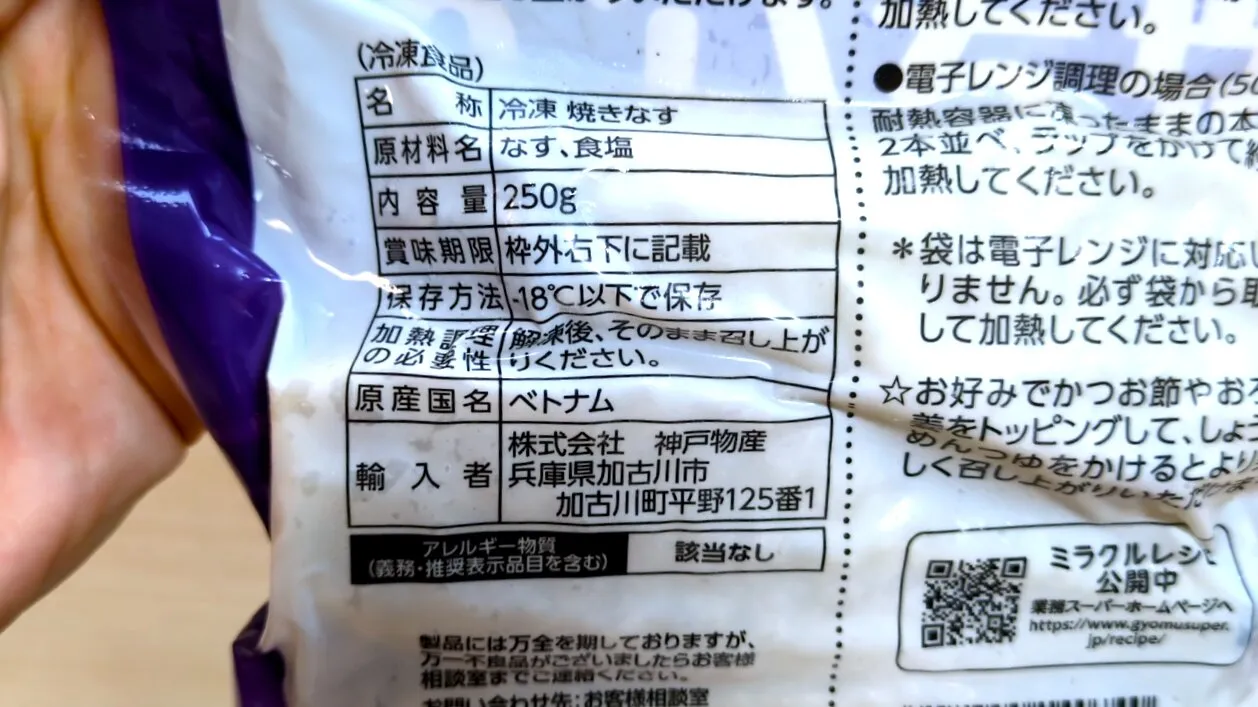 (冷凍食品)
名 称 冷凍 焼きなす
原材料名 なす、食塩
内容量 250g
賞味期限 枠外右下に記載
保存方法 -18℃以下で保存
加熱調理 解凍後、そのまま召し上が
の必要性 りください。
原産国名 ベトナム
輸入者 株式会社 神戸物産
兵庫県加古川市
加古川町平野125番1
アレルギー物質
(義務・推奨表示品目を含む) 該当なし
製品には万全を期しておりますが、
万一不良品がございましたらお客様
相談室までご連絡ください。
お問い合わせ先:お客様相談室
加熱してください。
●電子レンジ調理の場合(50
耐熱容器に凍ったままの本
2本並べ、ラップをかけて約
加熱してください。
*袋は電子レンジに対応し
りません。必ず袋から取
して加熱してください。
☆お好みでかつお節やお
姜をトッピングして、しょ
めんつゆをかけるとより
しく召し上がりいた
ミラクルレシ
公開中
業務スーパーホームページへ
https://www.gyomusuper.
jp/recipe/